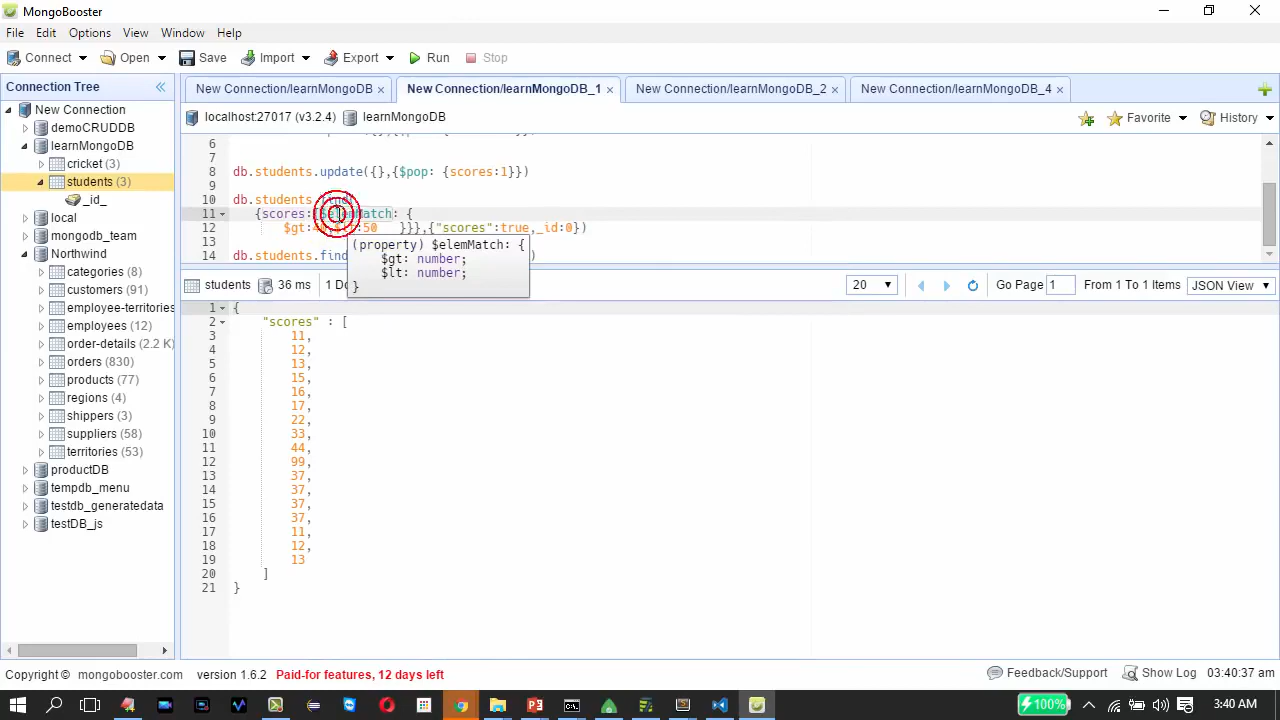 MongoBooster
File Edit Options View Window Help
Connect Open Save Import Export Run Stop
Connection Tree
New Connection/learnMongoDB × New Connection/learnMongoDB_1 × New Connection/learnMongoDB_2 × New Connection/learnMongoDB_4 ×
New Connection
localhost:27017 (v3.2.4) learnMongoDB Favorite History
demoCRUDDB
learnMongoDB
cricket (3)
students (3)
_id_
local
mongodb_team
Northwind
categories (8)
customers (91)
employee-territories
employees (12)
order-details (2.2 K)
orders (830)
products (77)
regions (4)
shippers (3)
suppliers (58)
territories (53)
productDB
tempdb_menu
testdb_generatedata
testDB_js
6
7
8 db.students.update({},{$pop: {scores:1}})
9
10 db.students.find(
11 {scores:{$elemMatch: {
12 $gt: :50 }}},{"scores":true,_id:0})
13
14 db.students.find )
(property) $elemMatch: {
$gt: number;
$lt: number;
}
students 36 ms 1 20 Go Page 1 From 1 To 1 Items JSON View
1 {
2 "scores" : [
3 11,
4 12,
5 13,
6 15,
7 16,
8 17,
9 22,
10 33,
11 44,
12 99,
13 37,
14 37,
15 37,
16 37,
17 11,
18 12,
19 13
20 ]
21 }
Copyright © mongobooster.com version 1.6.2 Paid-for features, 12 days left Feedback/Support Show Log 03:40:37 am
100% 3:40 AM